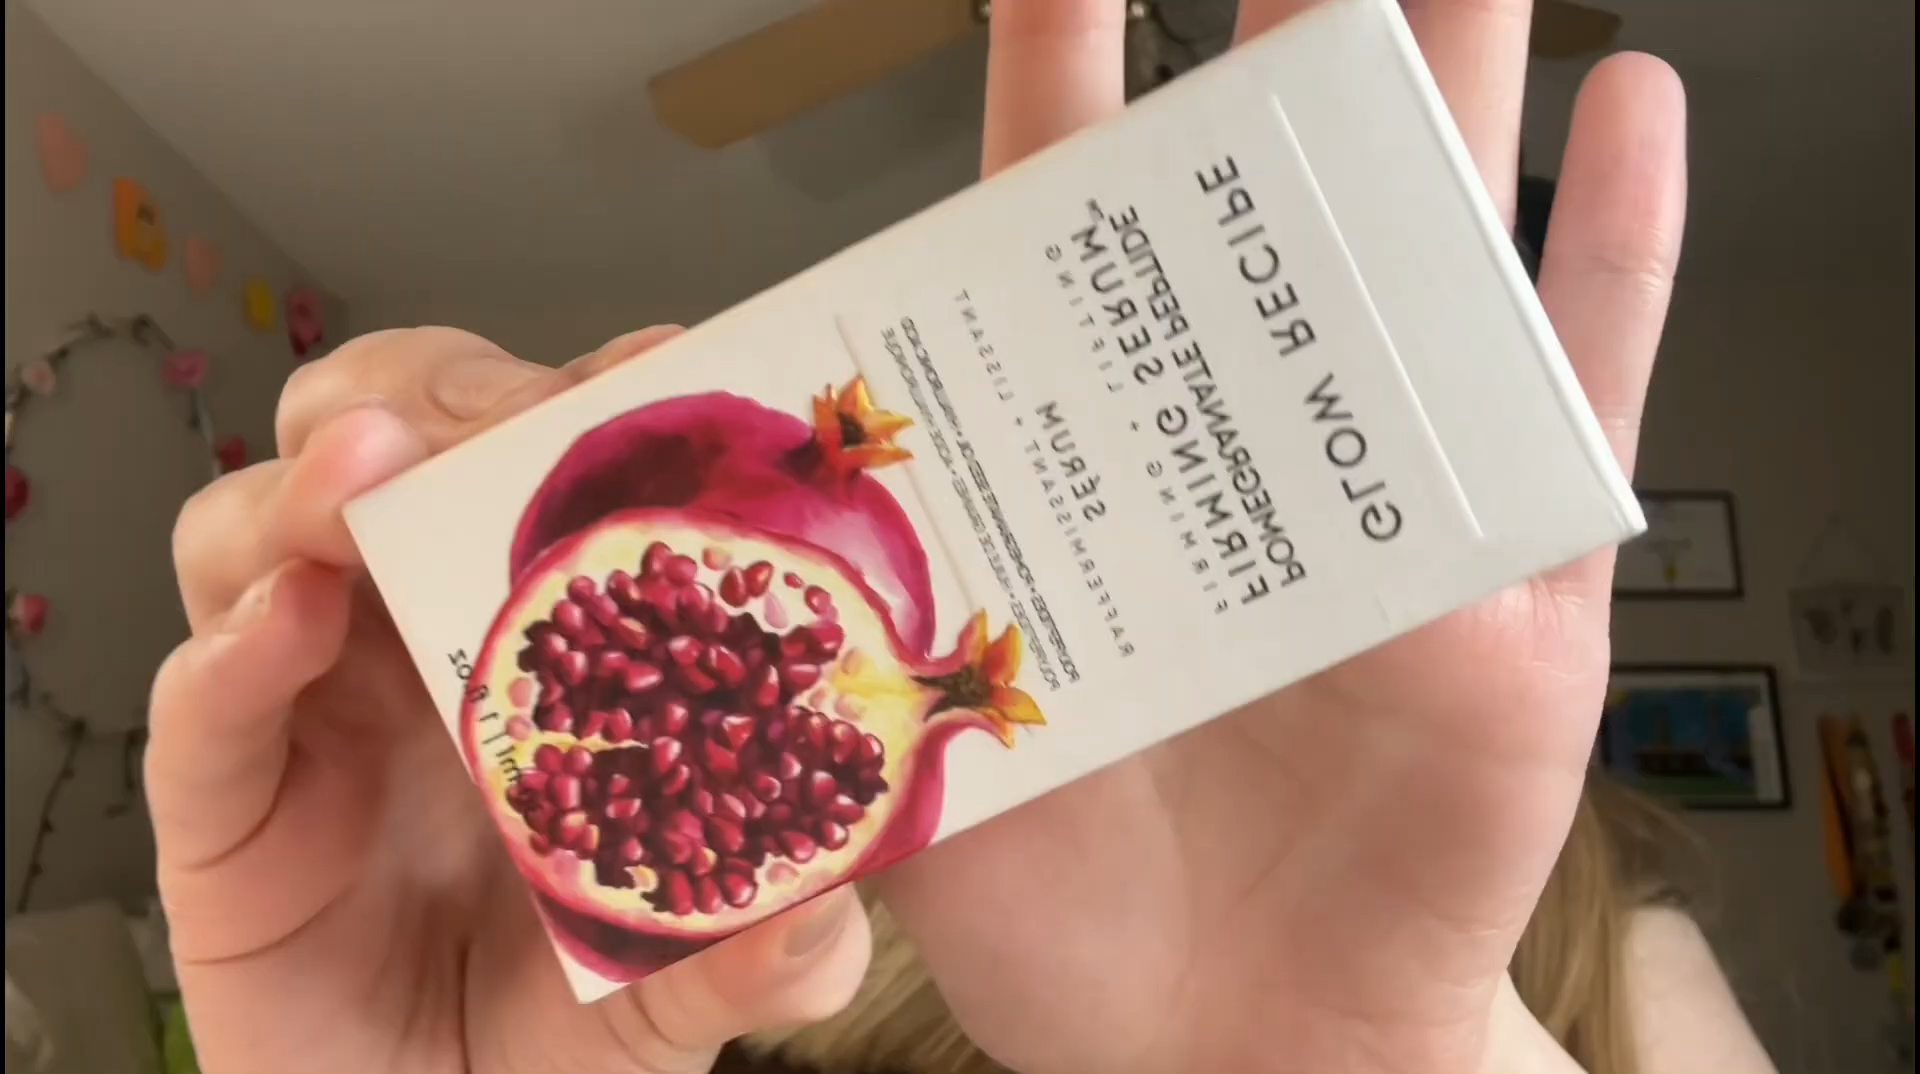 GLOW RECIPE
POMEGRANATE PEPTIDE
FIRMING SERUM™
FIRMING + LIFTING
SÉRUM
RAFFERMISSANT + LISSANT
ml | 1 fl oz